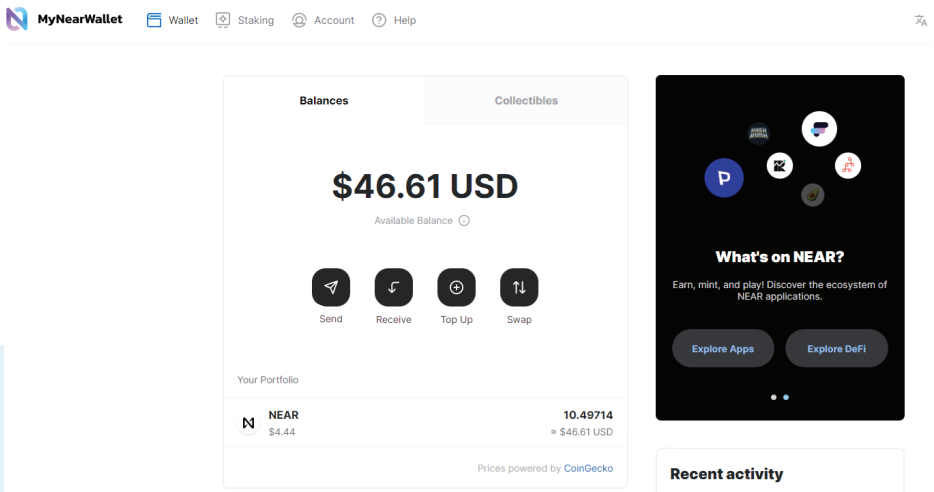 MyNearWallet
Wallet
Staking
Account
Help
Balances
Collectibles
$46.61 USD
Available Balance
Send
Receive
Top Up
Swap
Your Portfolio
NEAR
10.49714
$4.44
≈ $46.61 USD
Prices powered by CoinGecko
What's on NEAR?
Earn, mint, and play! Discover the ecosystem of
NEAR applications.
Explore Apps
Explore DeFi
Recent activity